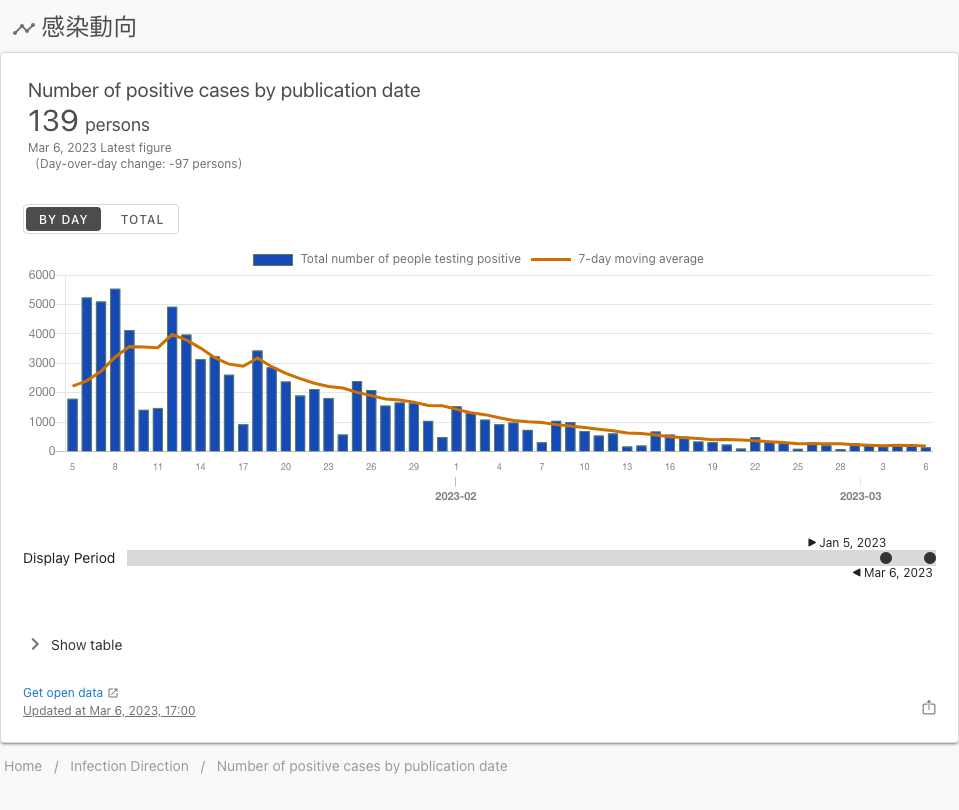 感染動向
Number of positive cases by publication date
139 persons
Mar 6, 2023 Latest figure
(Day-over-day change: -97 persons)
BY DAY TOTAL
Total number of people testing positive 7-day moving average
6000
5000
4000
3000
2000
1000
0
5 8 11 14 17 20 23 26 29 1 4 7 10 13 16 19 22 25 28 3 6
2023-02 2023-03
Jan 5, 2023
Display Period
Mar 6, 2023
Show table
Get open data
Updated at Mar 6, 2023, 17:00
Home / Infection Direction / Number of positive cases by publication date